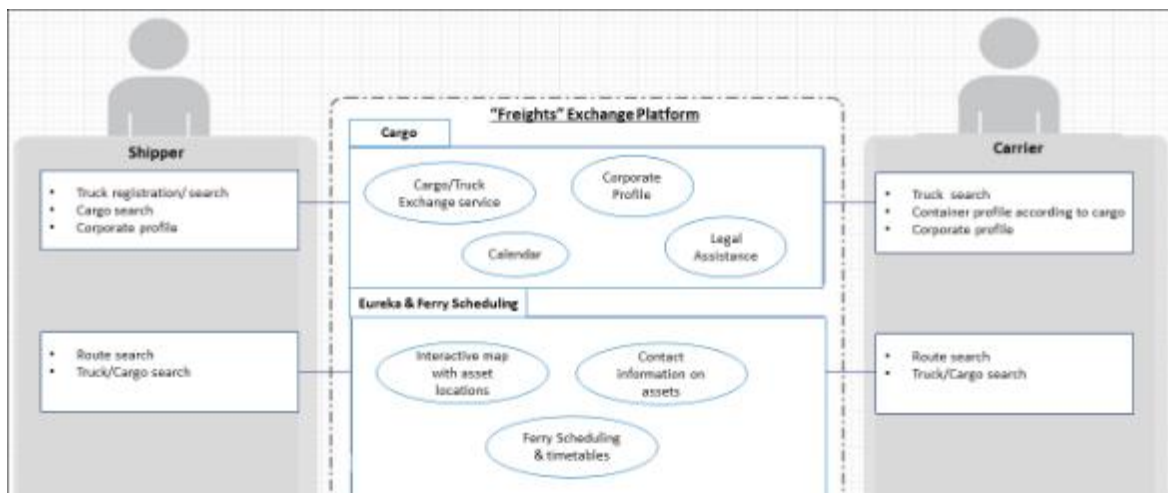 "Freights" Exchange Platform
Shipper
• Truck registration/ search
• Cargo search
• Corporate profile
• Route search
• Truck/Cargo search
Cargo
Cargo/Truck
Exchange service
Corporate
Profile
Calendar
Legal
Assistance
Eureka & Ferry Scheduling
Interactive map
with asset
locations
Contact
information on
assets
Ferry Scheduling
& timetables
Carrier
• Truck search
• Container profile according to cargo
• Corporate profile
• Route search
• Truck/Cargo search